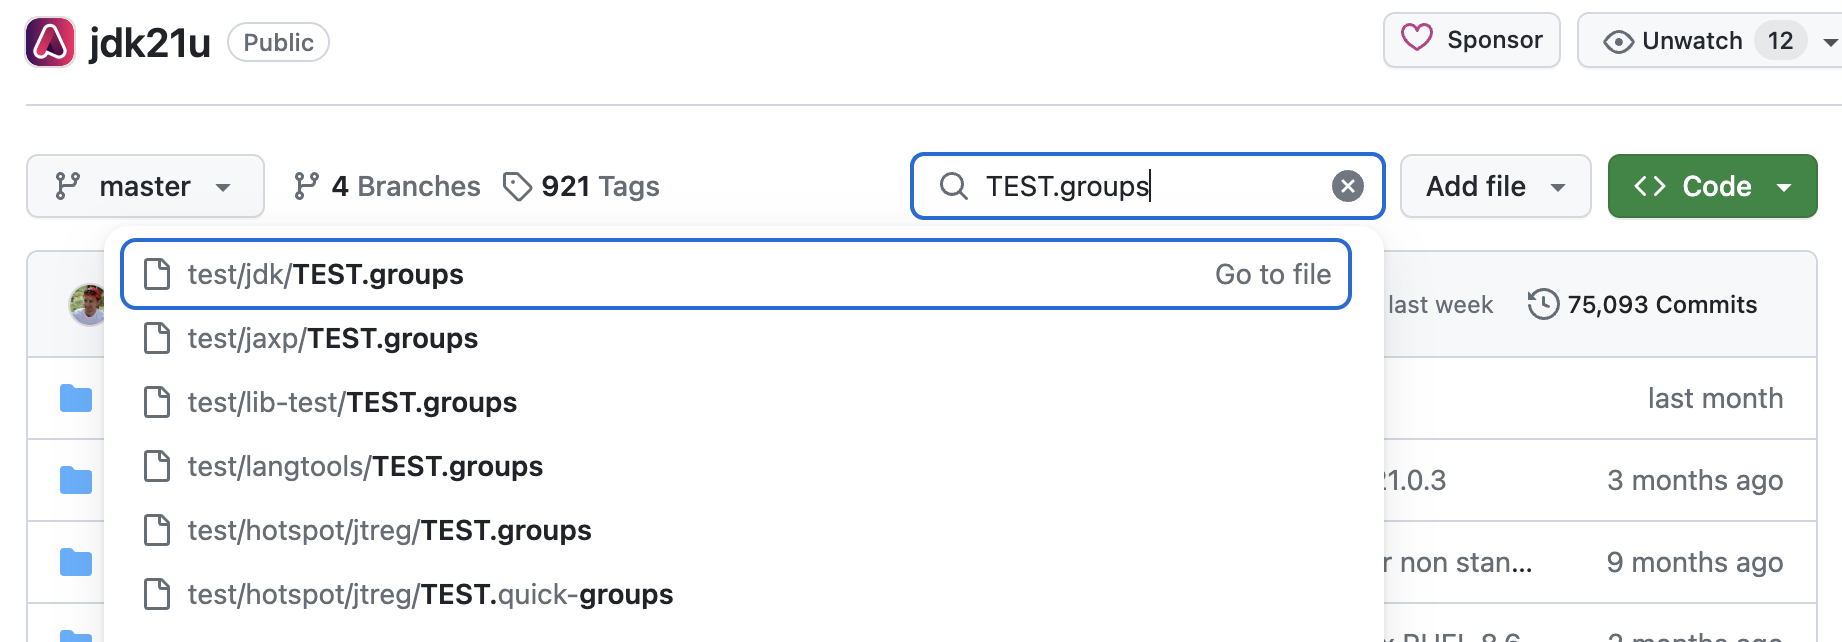 jdk21u Public Sponsor Unwatch 12
master 4 Branches 921 Tags TEST.groups Add file Code
test/jdk/TEST.groups Go to file last week 75,093 Commits
test/jaxp/TEST.groups
test/lib-test/TEST.groups last month
test/langtools/TEST.groups 21.0.3 3 months ago
test/hotspot/jtreg/TEST.groups r non stan... 9 months ago
test/hotspot/jtreg/TEST.quick-groups